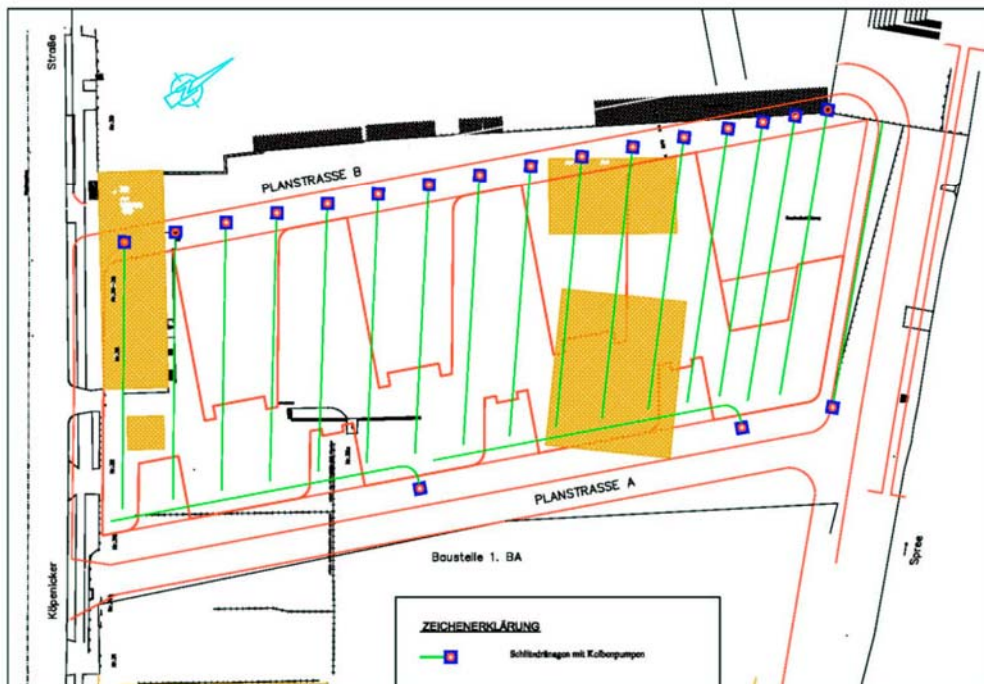 Straße
PLANSTRASSE B
PLANSTRASSE A
Baustelle 1. BA
Köpenicker
Spree
ZEICHENERKLÄRUNG
Schlitzdränagen mit Kolbenpumpen